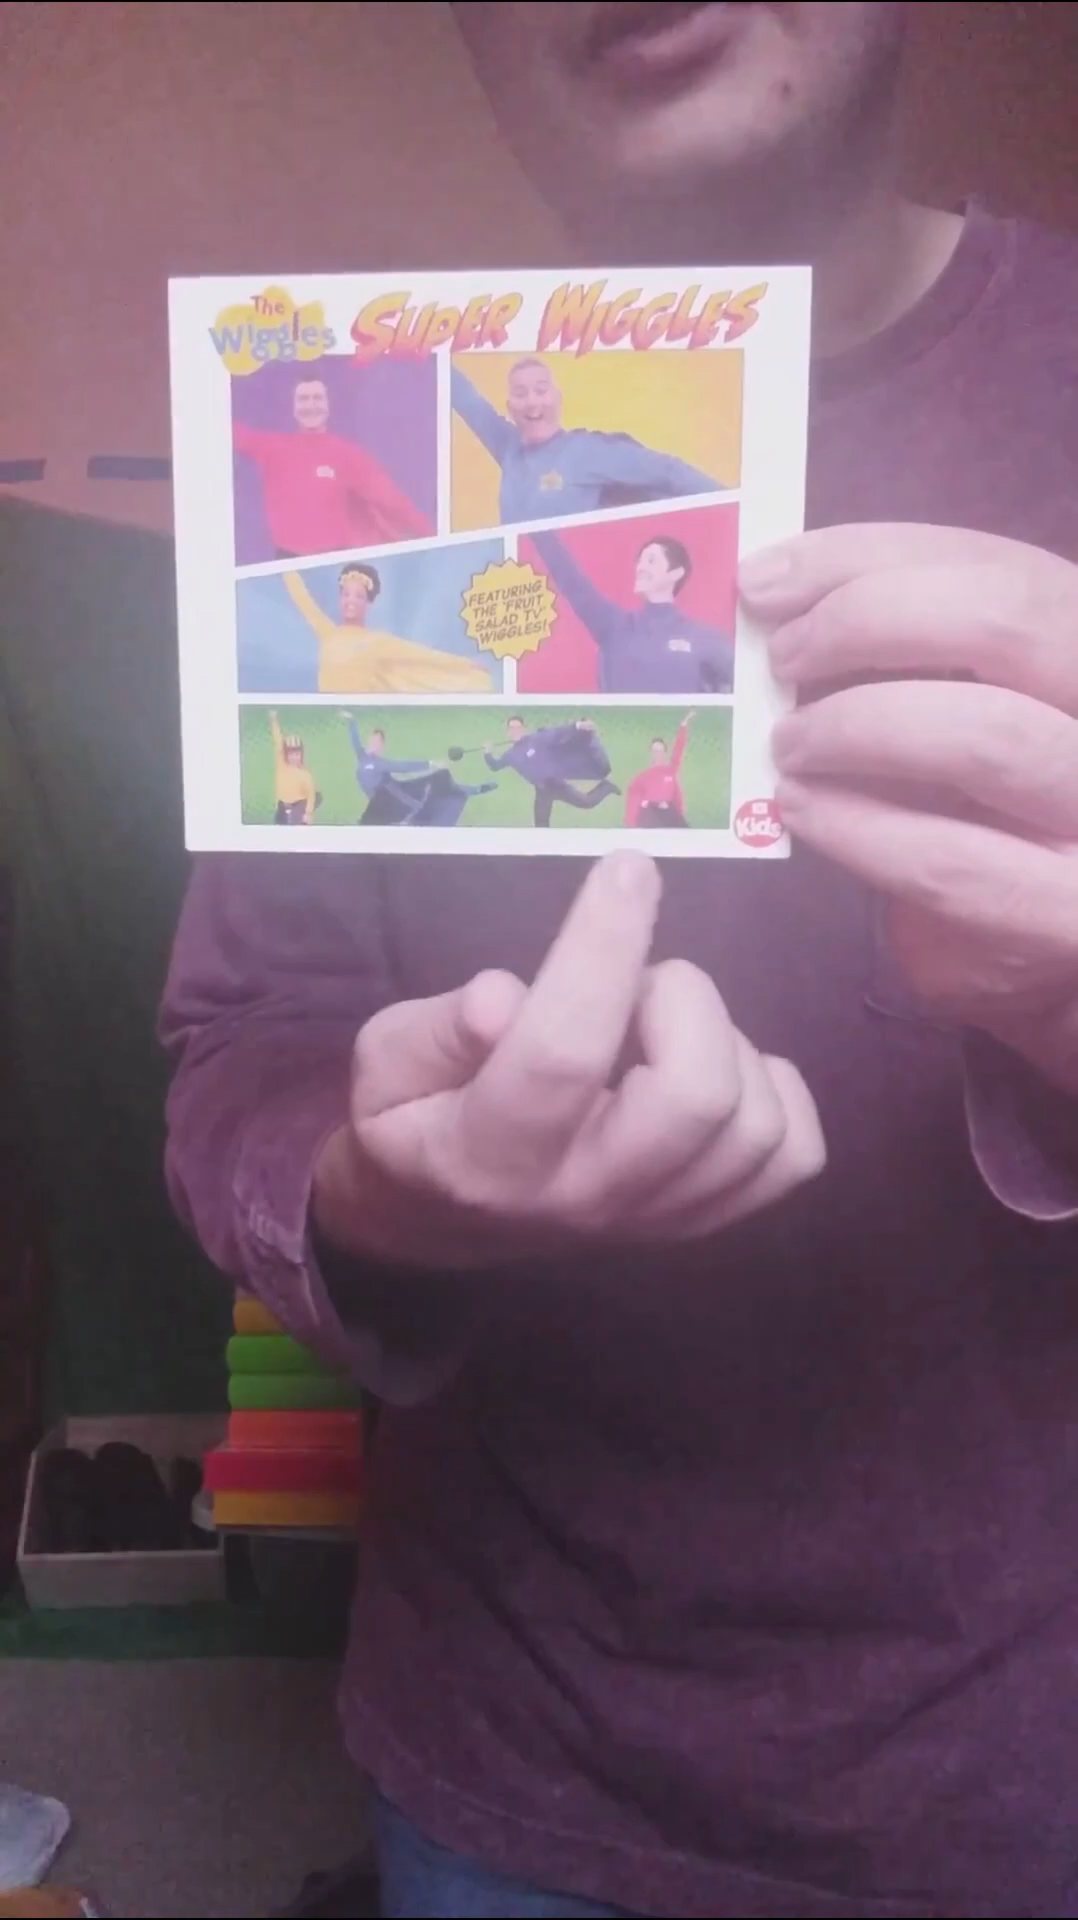 The
Wiggles
SUPER WIGGLES
FEATURING
THE 'FRUIT
SALAD TV'
WIGGLES!
Kids